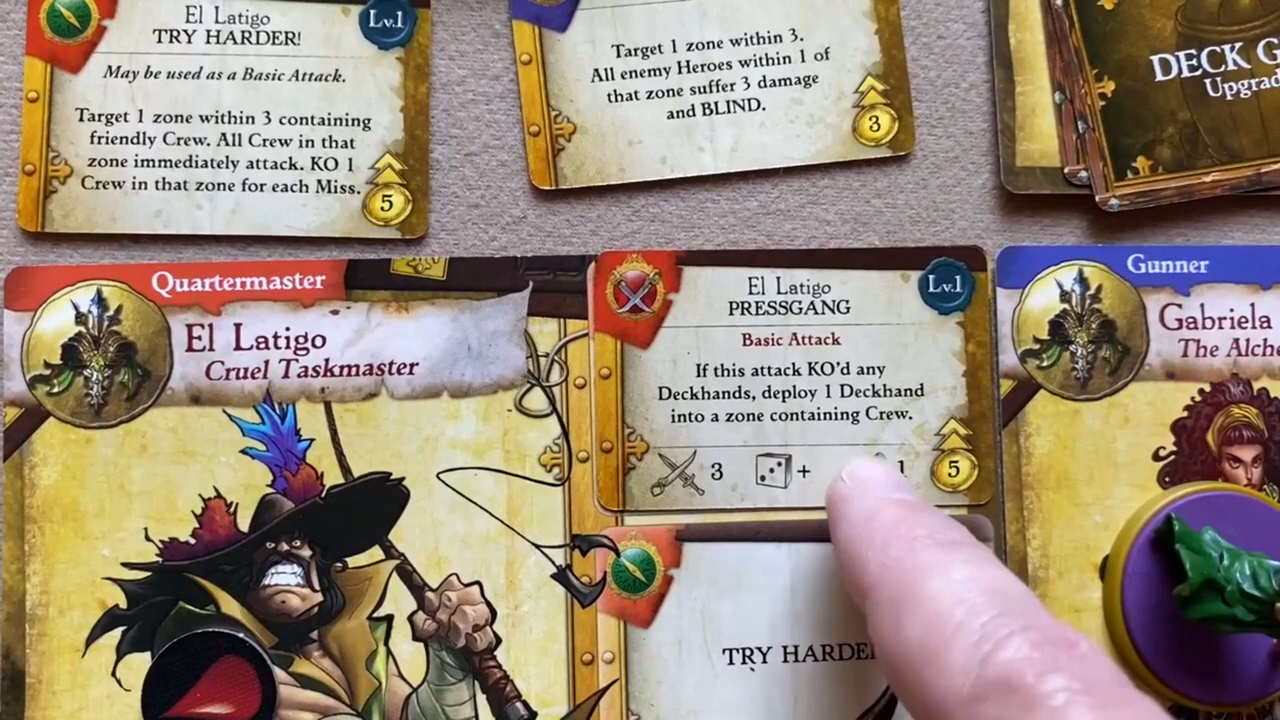 El Latigo
TRY HARDER!
Lv.1
May be used as a Basic Attack.
Target 1 zone within 3 containing
friendly Crew. All Crew in that
zone immediately attack. KO 1
Crew in that zone for each Miss.
5
Target 1 zone within 3.
All enemy Heroes within 1 of
that zone suffer 3 damage
and BLIND.
3
DECK G
Upgrad
Quartermaster
El Latigo
Cruel Taskmaster
El Latigo
PRESSGANG
Lv.1
Basic Attack
If this attack KO'd any
Deckhands, deploy 1 Deckhand
into a zone containing Crew.
3 + 1
5
TRY HARDE
Gunner
Gabriela
The Alche